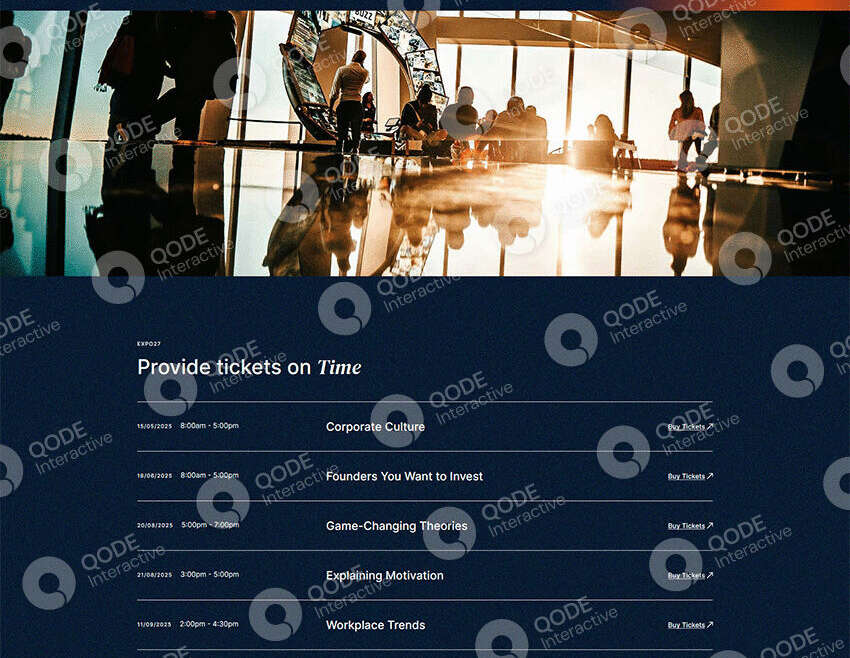 BUZZ
EXPO27
Provide tickets on Time
15/05/2025 8:00am - 5:00pm Corporate Culture Buy Tickets
18/06/2025 8:00am - 5:00pm Founders You Want to Invest Buy Tickets
20/08/2025 5:00pm - 7:00pm Game-Changing Theories Buy Tickets
21/08/2025 3:00pm - 5:00pm Explaining Motivation Buy Tickets
11/09/2025 2:00pm - 4:30pm Workplace Trends Buy Tickets
QODE
Interactive